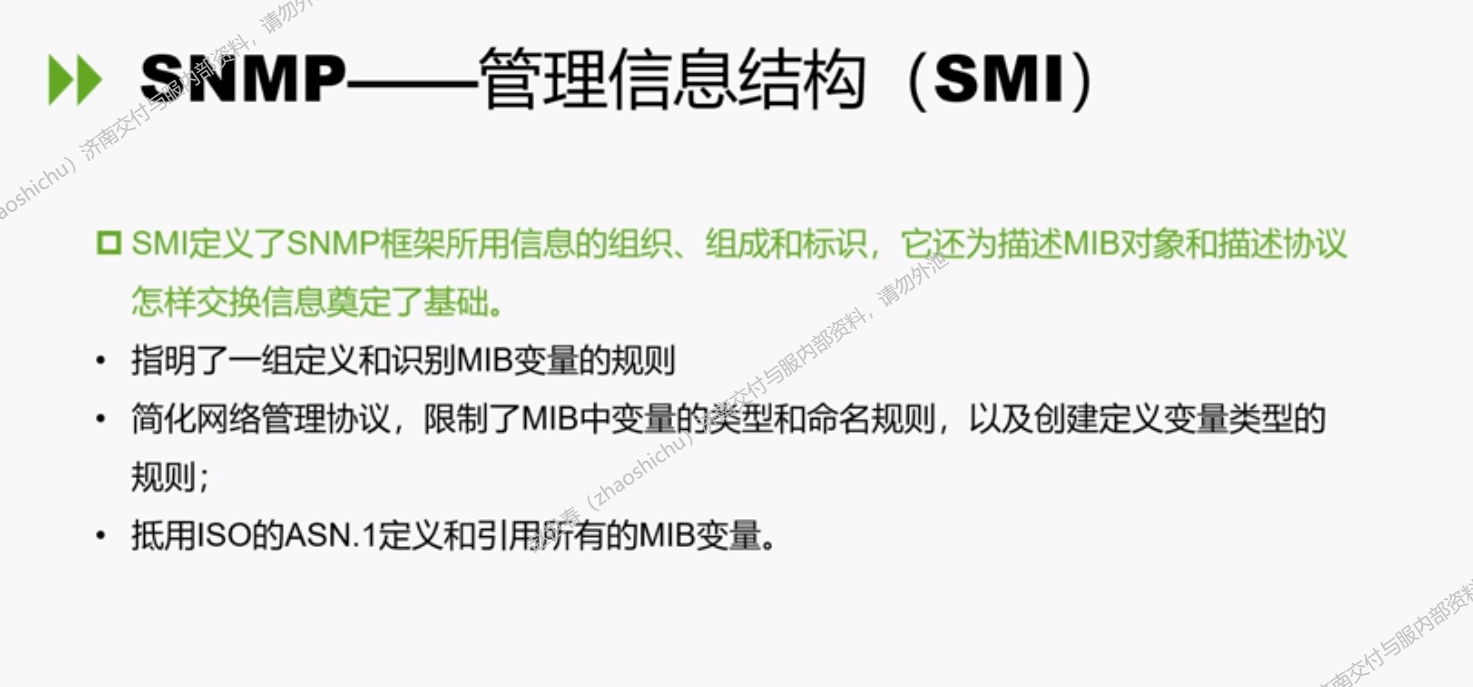 SNMP——管理信息结构（SMI）
SMI定义了SNMP框架所用信息的组织、组成和标识，它还为描述MIB对象和描述协议
怎样交换信息奠定了基础。
• 指明了一组定义和识别MIB变量的规则
• 简化网络管理协议，限制了MIB中变量的类型和命名规则，以及创建定义变量类型的
规则；
• 抵用ISO的ASN.1定义和引用所有的MIB变量。
aoshichu）济南交付与服内部资料，请勿外
春（zhaoshichu）济南交付与服内部资料，请勿外泄
南交付与服内部资料